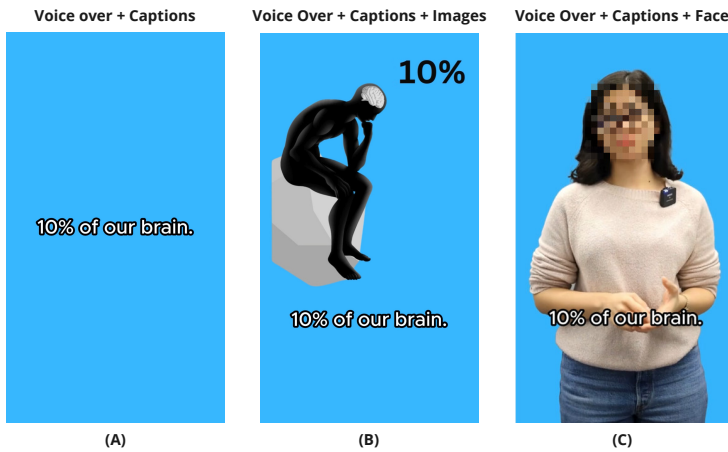 Voice over + Captions
Voice Over + Captions + Images
Voice Over + Captions + Face
10%
10% of our brain.
10% of our brain.
10% of our brain.
(A)
(B)
(C)